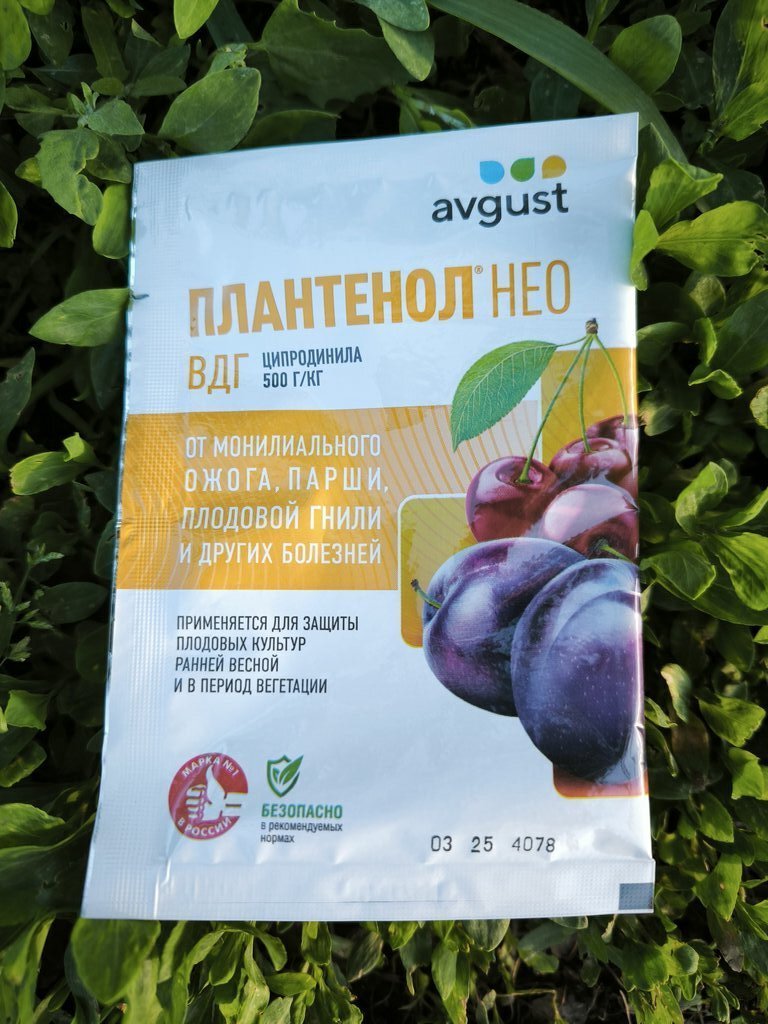 avgust
ПЛАНТЕНОЛ® НЕО
ВДГ ЦИПРОДИНИЛА
500 Г/КГ
ОТ МОНИЛИАЛЬНОГО
ОЖОГА, ПАРШИ,
ПЛОДОВОЙ ГНИЛИ
И ДРУГИХ БОЛЕЗНЕЙ
ПРИМЕНЯЕТСЯ ДЛЯ ЗАЩИТЫ
ПЛОДОВЫХ КУЛЬТУР
РАННЕЙ ВЕСНОЙ
И В ПЕРИОД ВЕГЕТАЦИИ
МАРКА №1
В РОССИИ
БЕЗОПАСНО
в рекомендуемых
нормах
03 25 4078